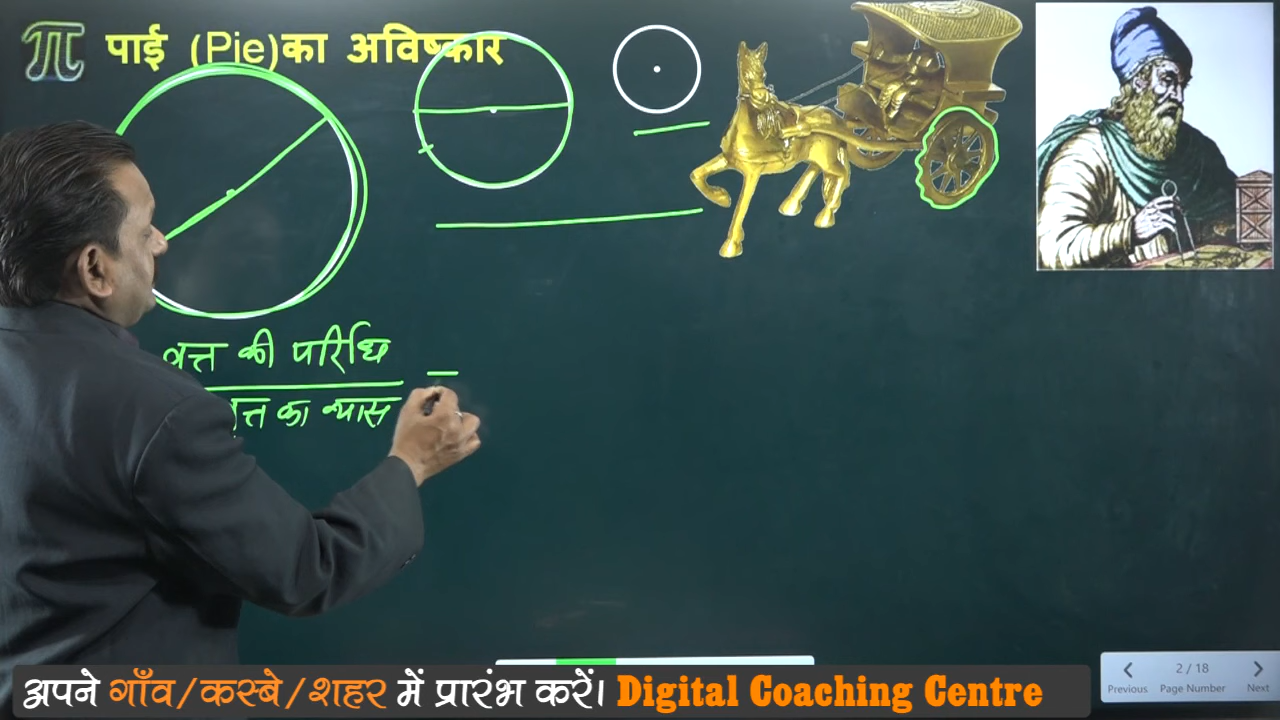 π पाई (Pie)का अविष्कार
वृत्त की परिधि
वृत्त का व्यास
=
अपने गाँव/कस्बे/शहर में प्रारंभ करें। Digital Coaching Centre
2 / 18
Previous Page Number Next